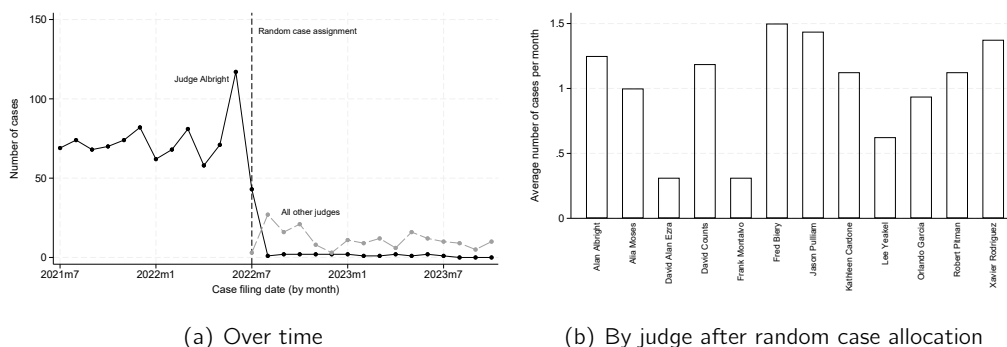 150
100
50
0
Number of cases
Random case assignment
Judge Albright
All other judges
2021m7 2022m1 2022m7 2023m1 2023m7
Case filing date (by month)
(a) Over time
1.5
1
.5
0
Average number of cases per month
Alan Albright
Alia Moses
David Alan Ezra
David Counts
Frank Montalvo
Fred Biery
Jason Pulliam
Kathleen Cardone
Lee Yeakel
Orlando Garcia
Robert Pitman
Xavier Rodriguez
(b) By judge after random case allocation